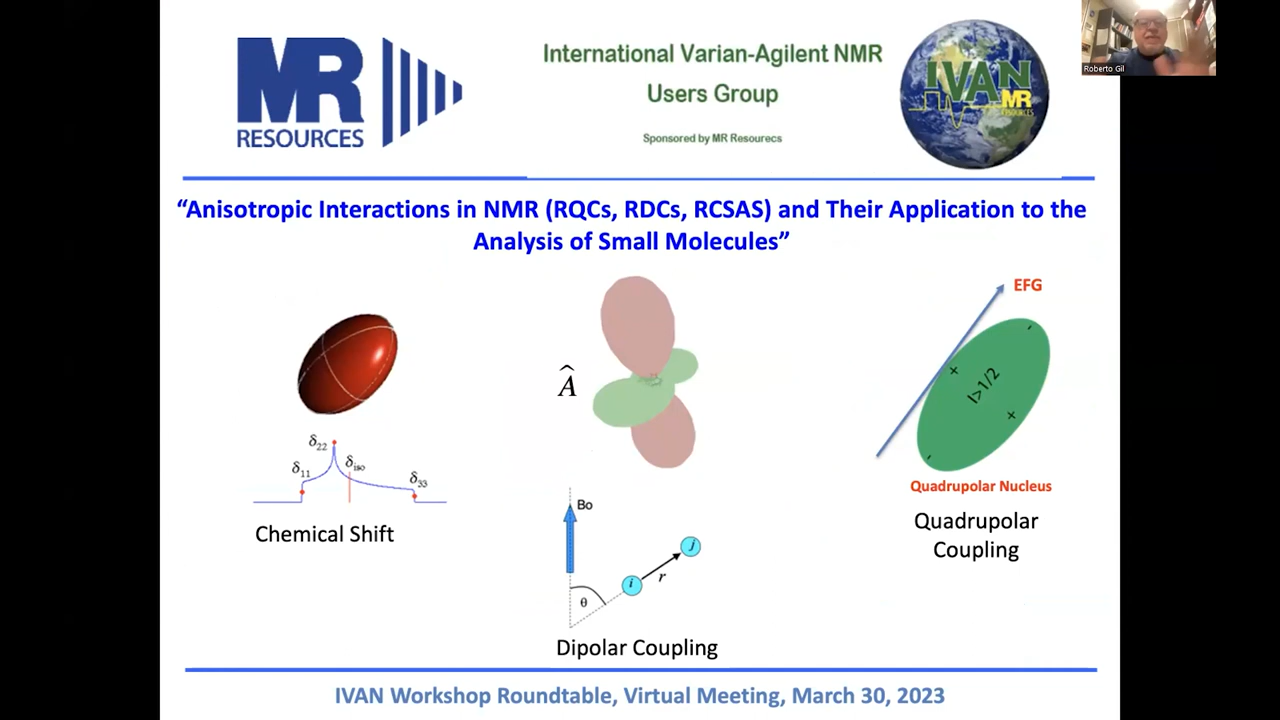 MR
RESOURCES
International Varian-Agilent NMR
Users Group
Sponsored by MR Resourecs
IVAN
MR
RESOURCES
Roberto Gil
“Anisotropic Interactions in NMR (RQCs, RDCs, RCSAS) and Their Application to the
Analysis of Small Molecules”
δ22
δ11
δiso
δ33
Chemical Shift
Â
Bo
θ
i
r
j
Dipolar Coupling
EFG
-
+
I>1/2
+
-
Quadrupolar Nucleus
Quadrupolar
Coupling
IVAN Workshop Roundtable, Virtual Meeting, March 30, 2023